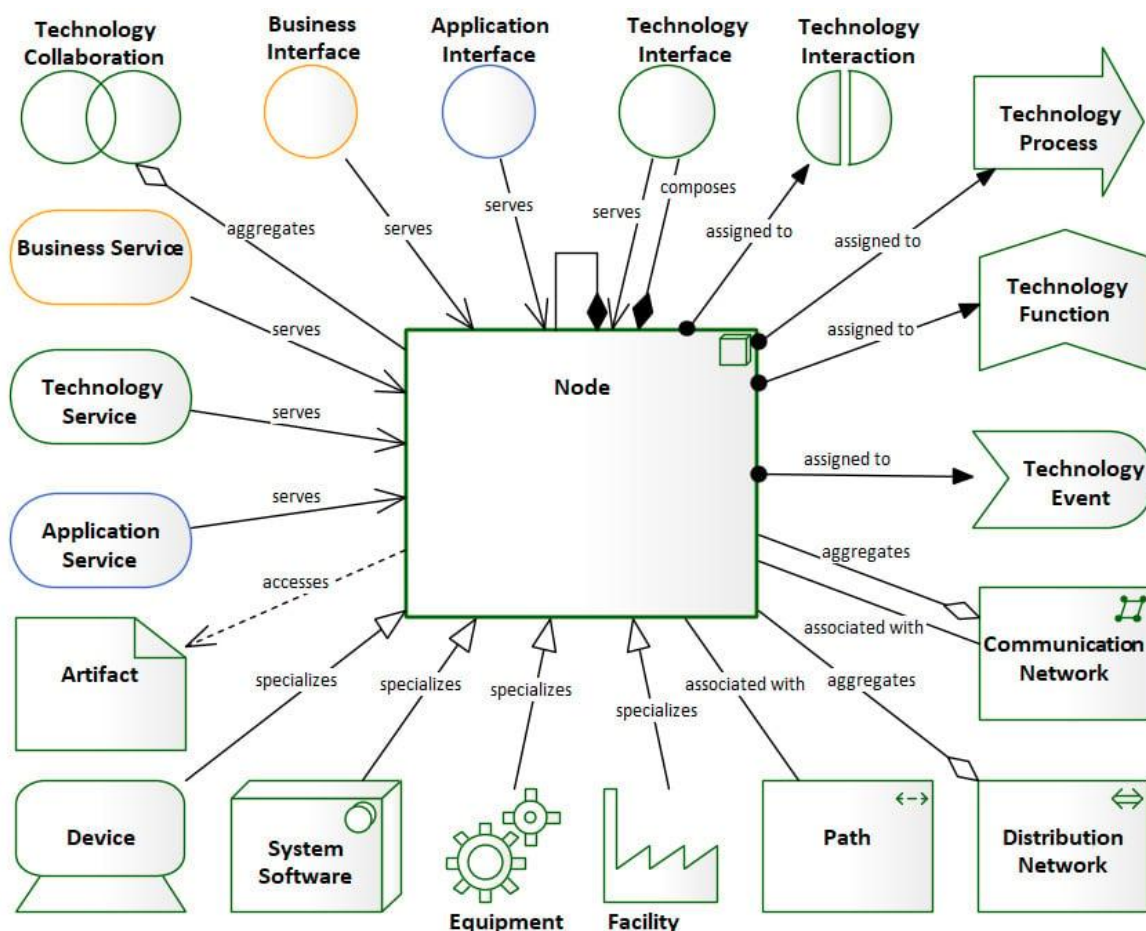 Technology
Collaboration
Business
Interface
Application
Interface
Technology
Interface
Technology
Interaction
Technology
Process
aggregates
serves
serves
serves
composes
assigned to
assigned to
Business Service
serves
assigned to
Technology
Function
Node
Technology
Service
serves
assigned to
Technology
Event
Application
Service
serves
accesses
aggregates
associated with
Communication
Network
Artifact
specializes
specializes
specializes
specializes
associated with
aggregates
Device
System
Software
Equipment
Facility
Path
Distribution
Network